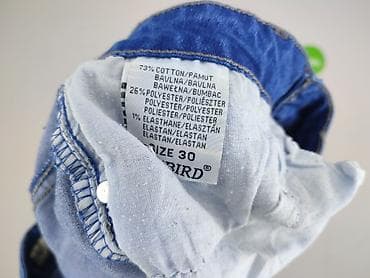 73% COTTON/PAMUT
BAVLNA/BAVLNA
BAWEŁNA/BUMBAC
26% POLYESTER/POLIÉSZTER
POLYESTER/POLYESTER
POLIESTER/POLIESTER
1% ELASTHANE/ELASZTÁN
ELASTAN/ELASTAN
ELASTAN/ELASTAN
SIZE 30
BIRD®